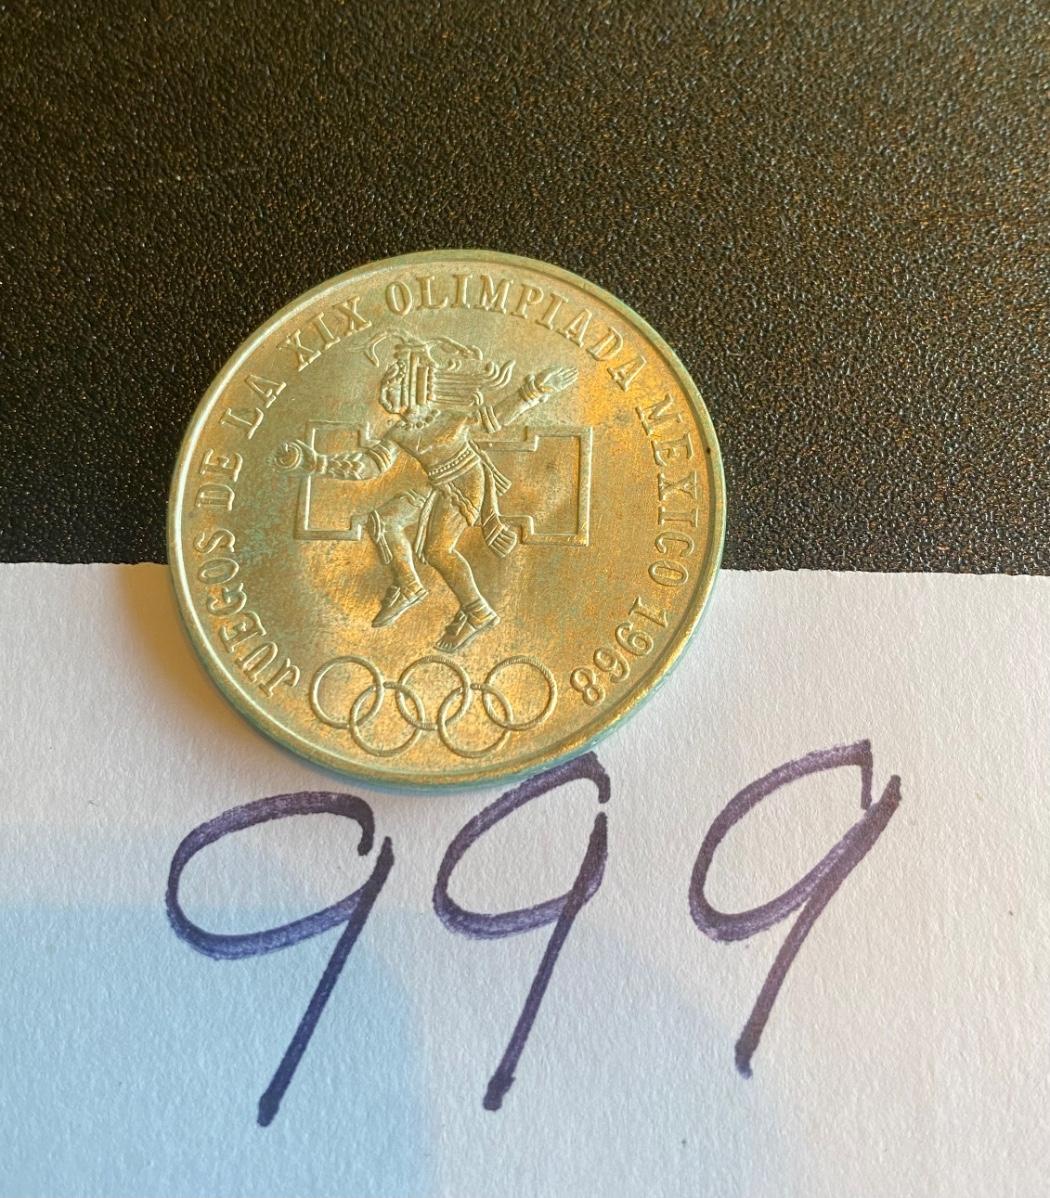 JUEGOS DE LA XIX OLIMPIADA MEXICO 1968
999